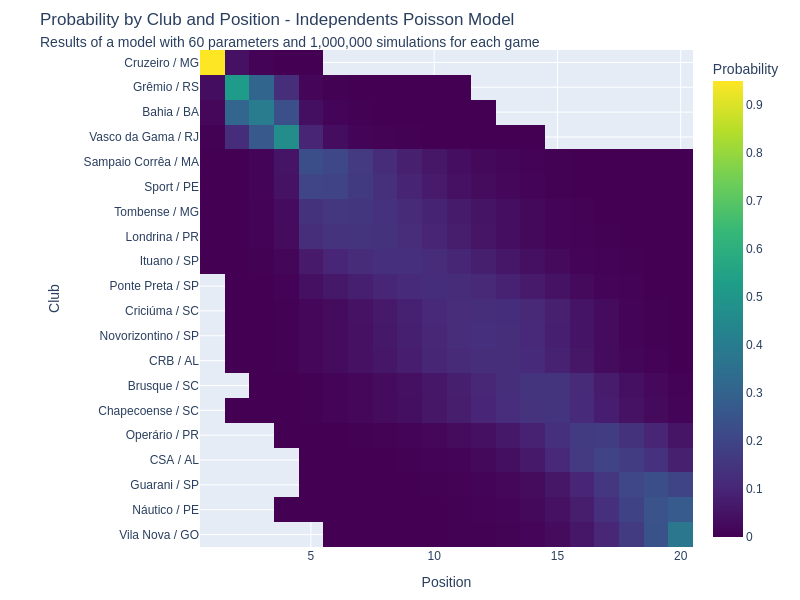 Probability by Club and Position - Independents Poisson Model
Results of a model with 60 parameters and 1,000,000 simulations for each game
Probability
Cruzeiro / MG
Grêmio / RS
Bahia / BA
Vasco da Gama / RJ
Sampaio Corrêa / MA
Sport / PE
Tombense / MG
Londrina / PR
Ituano / SP
Ponte Preta / SP
Criciúma / SC
Novorizontino / SP
CRB / AL
Brusque / SC
Chapecoense / SC
Operário / PR
CSA / AL
Guarani / SP
Náutico / PE
Vila Nova / GO
Club
5
10
15
20
Position
0.9
0.8
0.7
0.6
0.5
0.4
0.3
0.2
0.1
0